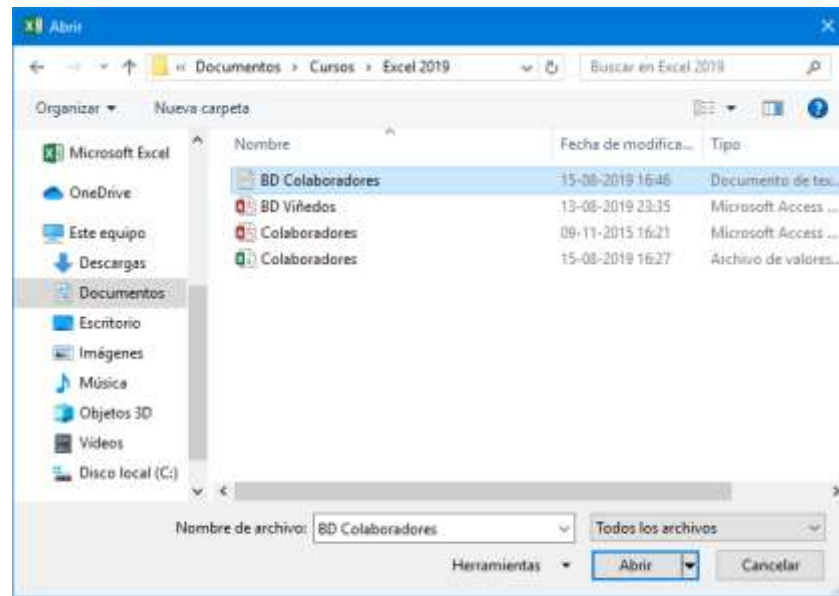 Abrir
« Documentos › Cursos › Excel 2019
Buscar en Excel 2019
Organizar
Nueva carpeta
Microsoft Excel
OneDrive
Este equipo
Descargas
Documentos
Escritorio
Imágenes
Música
Objetos 3D
Vídeos
Disco local (C:)
Nombre Fecha de modifica... Tipo
BD Colaboradores 15-08-2019 16:46 Documento de tex...
BD Viñedos 13-08-2019 23:35 Microsoft Access ...
Colaboradores 09-11-2015 16:21 Microsoft Access ...
Colaboradores 15-08-2019 16:27 Archivo de valores...
Nombre de archivo: BD Colaboradores
Todos los archivos
Herramientas
Abrir
Cancelar